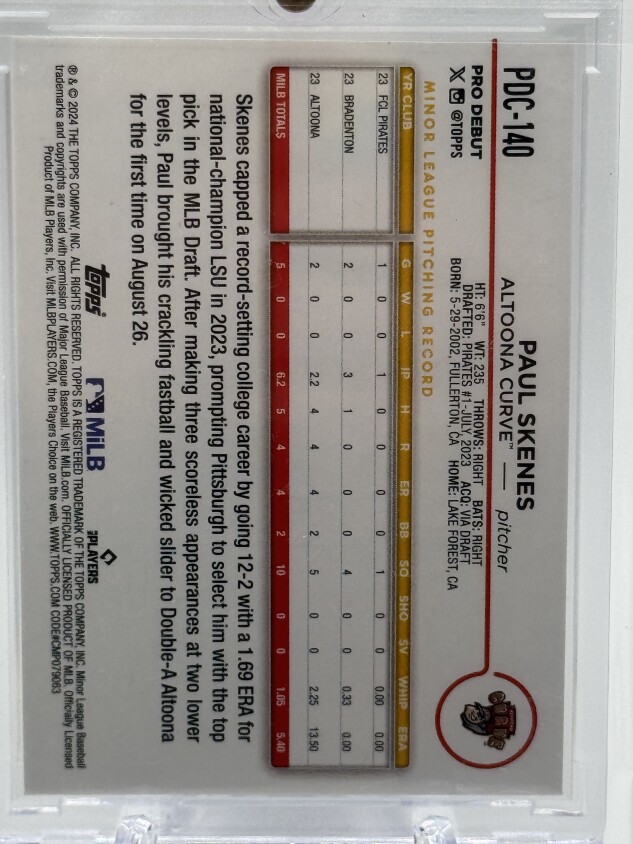 PDC-140
PRO DEBUT
@TOPPS
PAUL SKENES
ALTOONA CURVE™ — pitcher
HT: 6'6" WT: 235 THROWS: RIGHT BATS: RIGHT
DRAFTED: PIRATES #1-JULY, 2023 ACQ: VIA DRAFT
BORN: 5-29-2002, FULLERTON, CA HOME: LAKE FOREST, CA
MINOR LEAGUE PITCHING RECORD
YR CLUB G W L IP H R ER BB SO SHO SV WHIP ERA
23 FCL PIRATES 1 0 0 1 0 0 0 0 1 0 0 0.00 0.00
23 BRADENTON 2 0 0 3 1 0 0 0 4 0 0 0.33 0.00
23 ALTOONA 2 0 0 2.2 4 4 4 2 5 0 0 2.25 13.50
MILB TOTALS 5 0 0 6.2 5 4 4 2 10 0 0 1.05 5.40
Skenes capped a record-setting college career by going 12-2 with a 1.69 ERA for
national-champion LSU in 2023, prompting Pittsburgh to select him with the top
pick in the MLB Draft. After making three scoreless appearances at two lower
levels, Paul brought his crackling fastball and wicked slider to Double-A Altoona
for the first time on August 26.
topps MiLB PLAYERS
® & © 2024 THE TOPPS COMPANY, INC. ALL RIGHTS RESERVED. TOPPS IS A REGISTERED TRADEMARK OF THE TOPPS COMPANY, INC. Minor League Baseball
trademarks and copyrights are used with permission of Major League Baseball. Visit MiLB.com. OFFICIALLY LICENSED PRODUCT OF MLB. Officially Licensed
Product of MLB Players, Inc. Visit MLBPLAYERS.COM, the Players Choice on the web. WWW.TOPPS.COM CODE#CMP079063